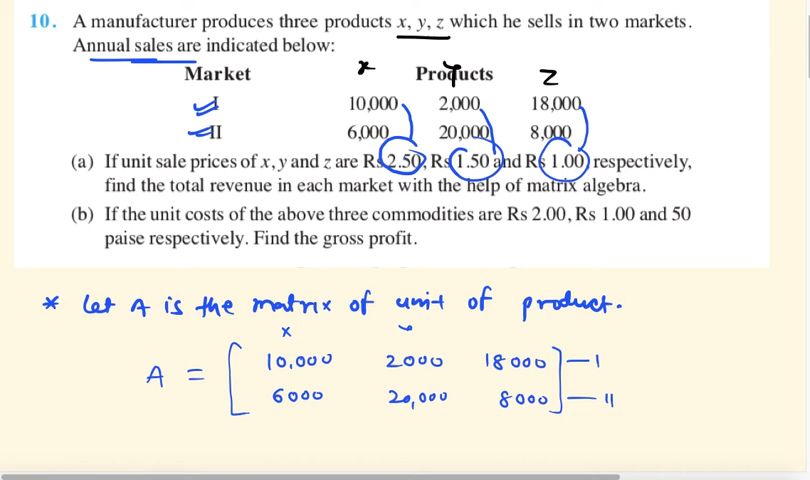 10. A manufacturer produces three products x, y, z which he sells in two markets.
Annual sales are indicated below:
Market x Products y z
I 10,000 2,000 18,000
II 6,000 20,000 8,000
(a) If unit sale prices of x, y and z are Rs 2.50, Rs 1.50 and Rs 1.00 respectively,
find the total revenue in each market with the help of matrix algebra.
(b) If the unit costs of the above three commodities are Rs 2.00, Rs 1.00 and 50
paise respectively. Find the gross profit.
* Let A is the matrix of unit of product.
x
A = [ 10,000 2000 18000 ] — I
6000 20,000 8000 — II